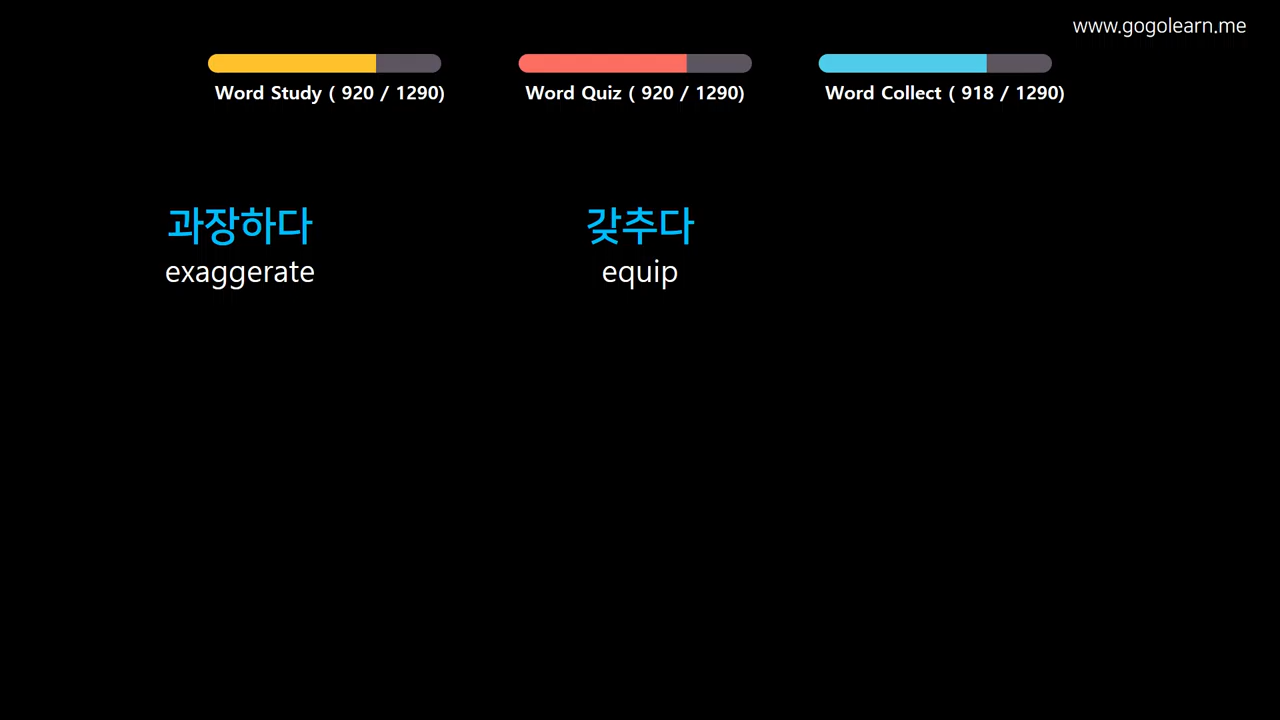 www.gogolearn.me
Word Study ( 920 / 1290)
Word Quiz ( 920 / 1290)
Word Collect ( 918 / 1290)
과장하다
exaggerate
갖추다
equip